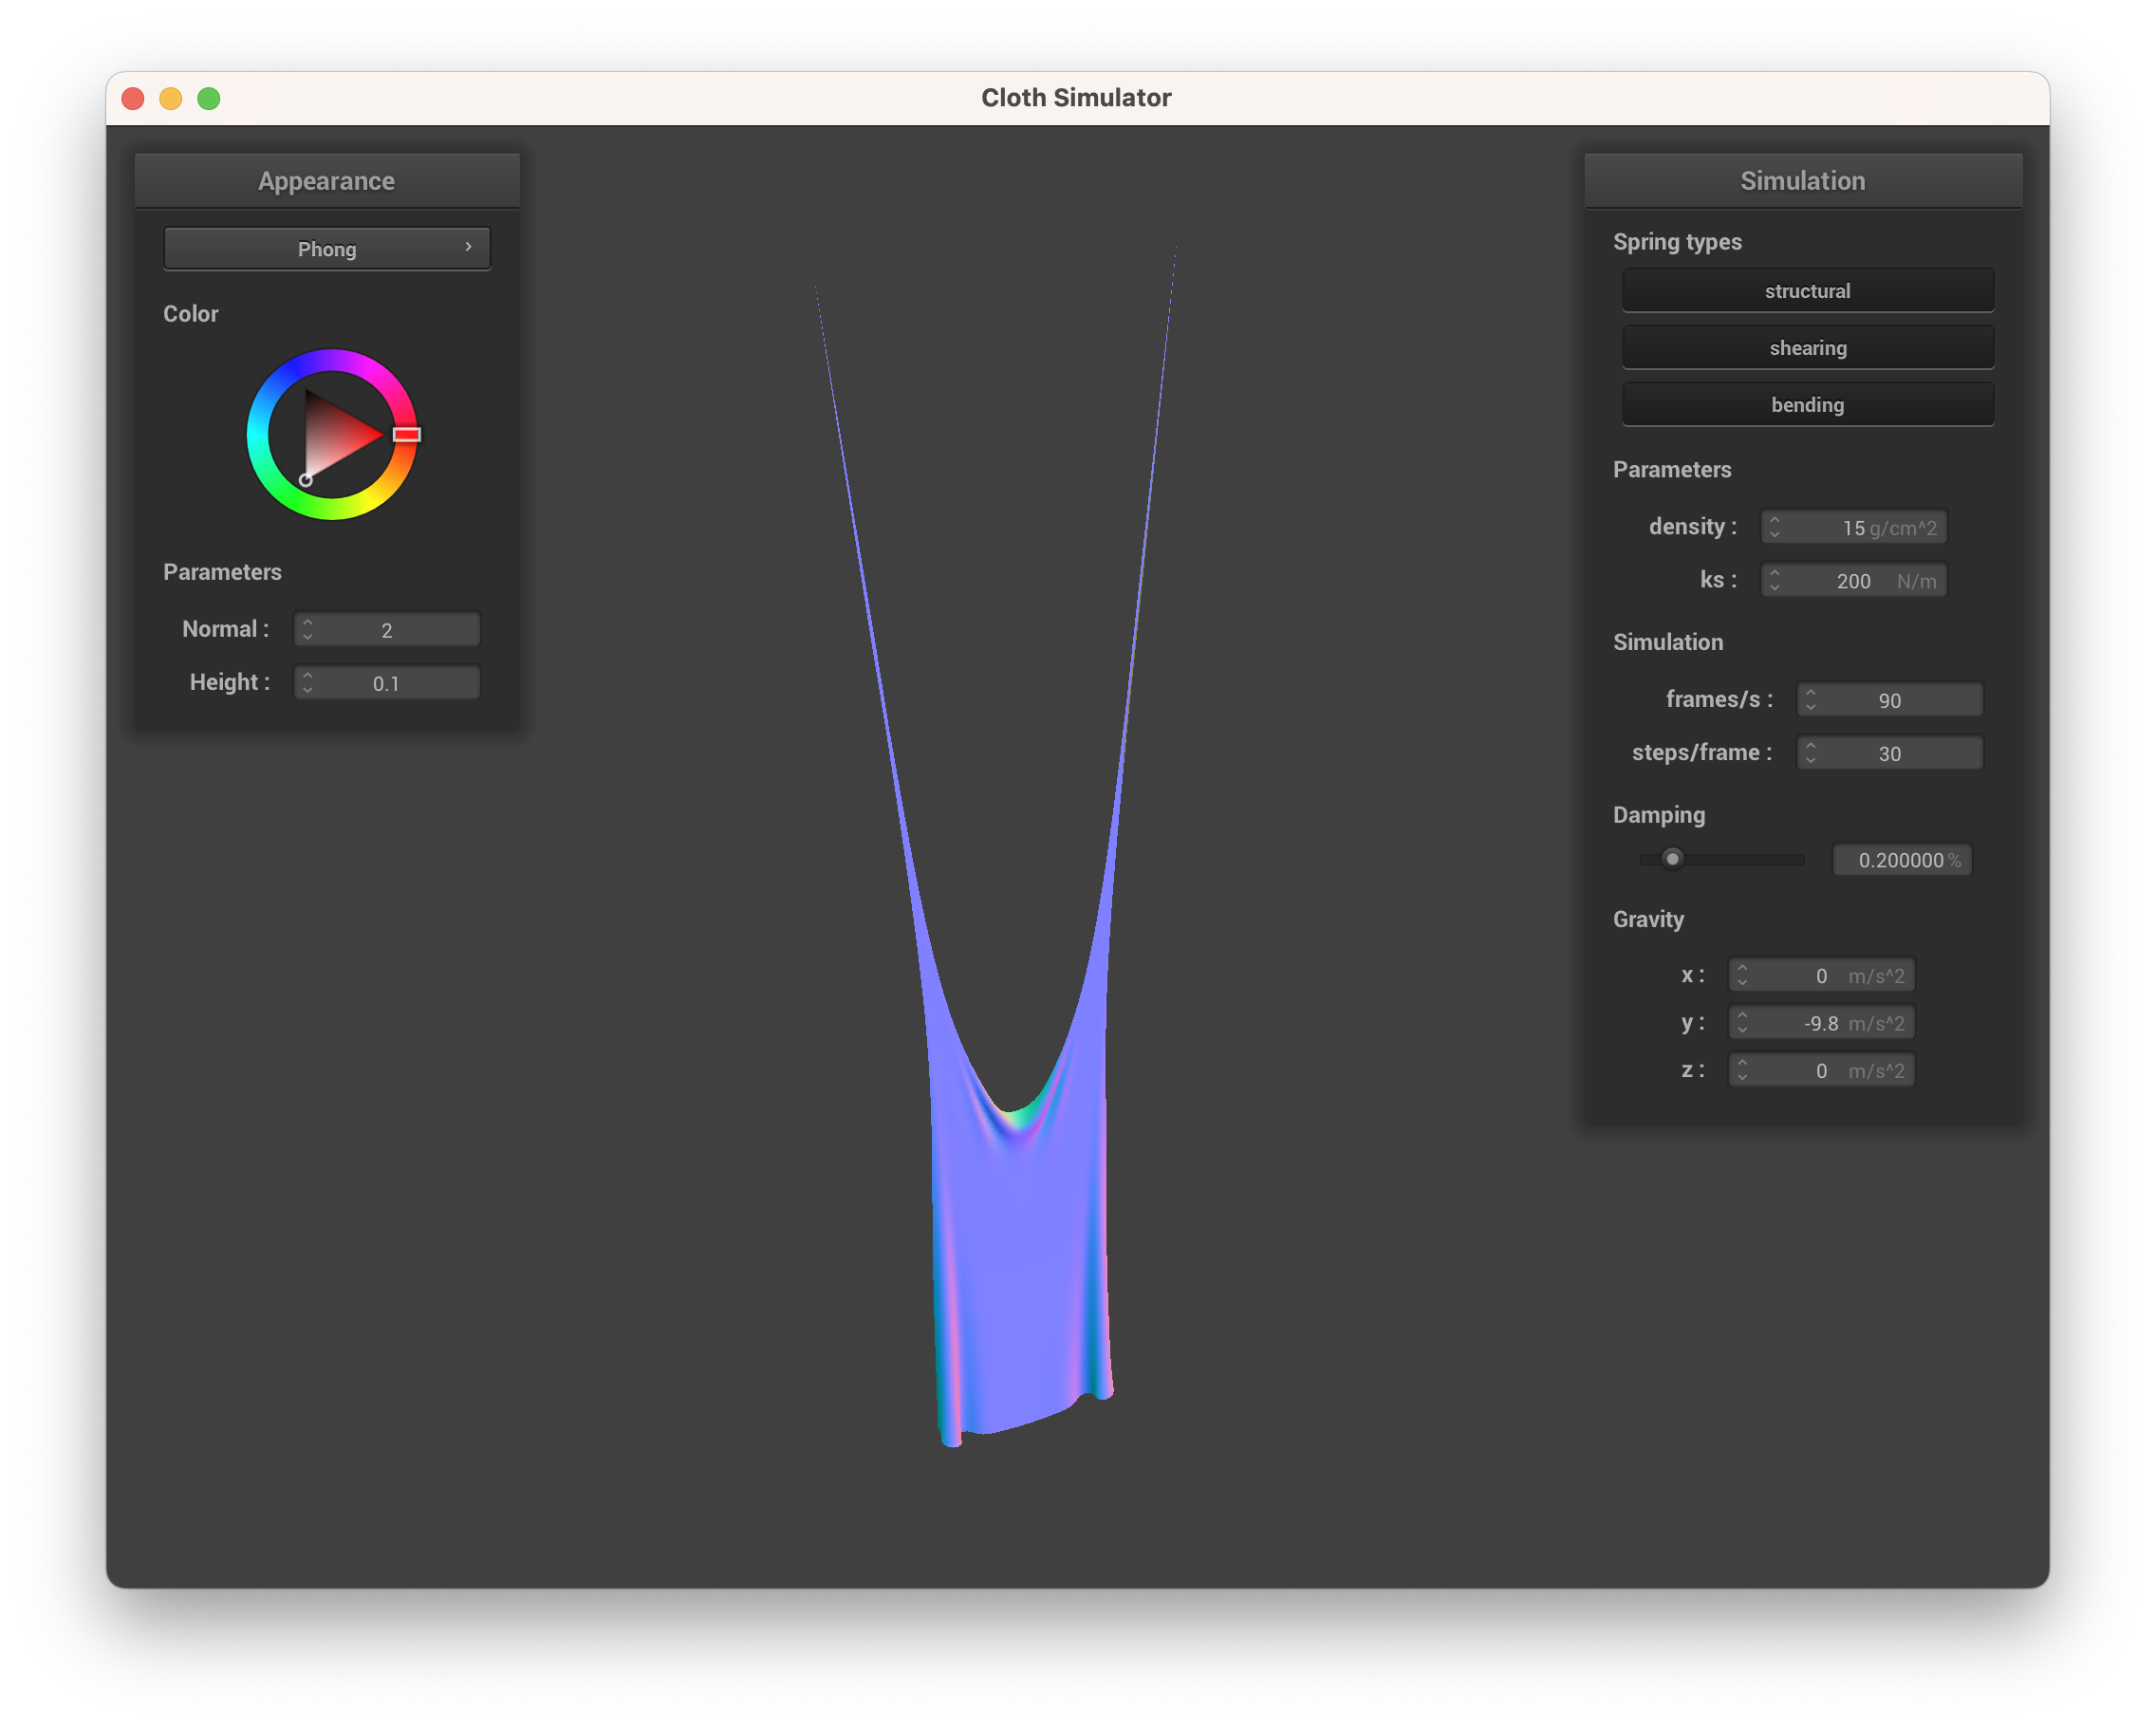 Cloth Simulator
Appearance
Phong
Color
Parameters
Normal : 2
Height : 0.1
Simulation
Spring types
structural
shearing
bending
Parameters
density : 15 g/cm^2
ks : 200 N/m
Simulation
frames/s : 90
steps/frame : 30
Damping
0.200000 %
Gravity
x : 0 m/s^2
y : -9.8 m/s^2
z : 0 m/s^2